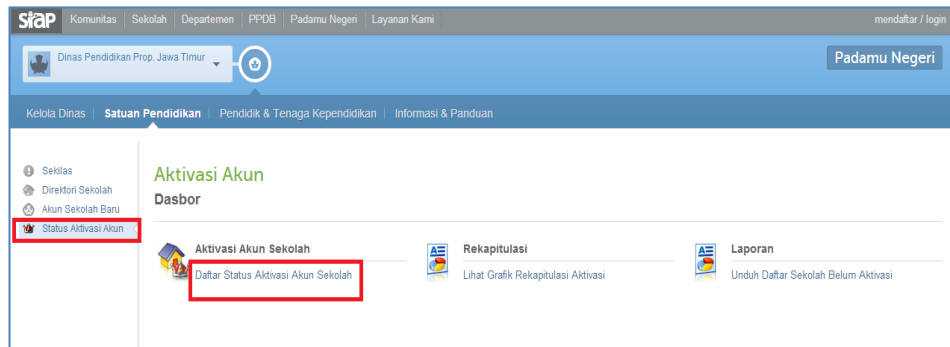 siap Komunitas Sekolah Departemen PPDB Padamu Negeri Layanan Kami mendaftar / login
Dinas Pendidikan Prop. Jawa Timur Padamu Negeri
Kelola Dinas Satuan Pendidikan Pendidik & Tenaga Kependidikan Informasi & Panduan
Sekilas
Direktori Sekolah
Akun Sekolah Baru
Status Aktivasi Akun
Aktivasi Akun
Dasbor
Aktivasi Akun Sekolah
Daftar Status Aktivasi Akun Sekolah
Rekapitulasi
Lihat Grafik Rekapitulasi Aktivasi
Laporan
Unduh Daftar Sekolah Belum Aktivasi